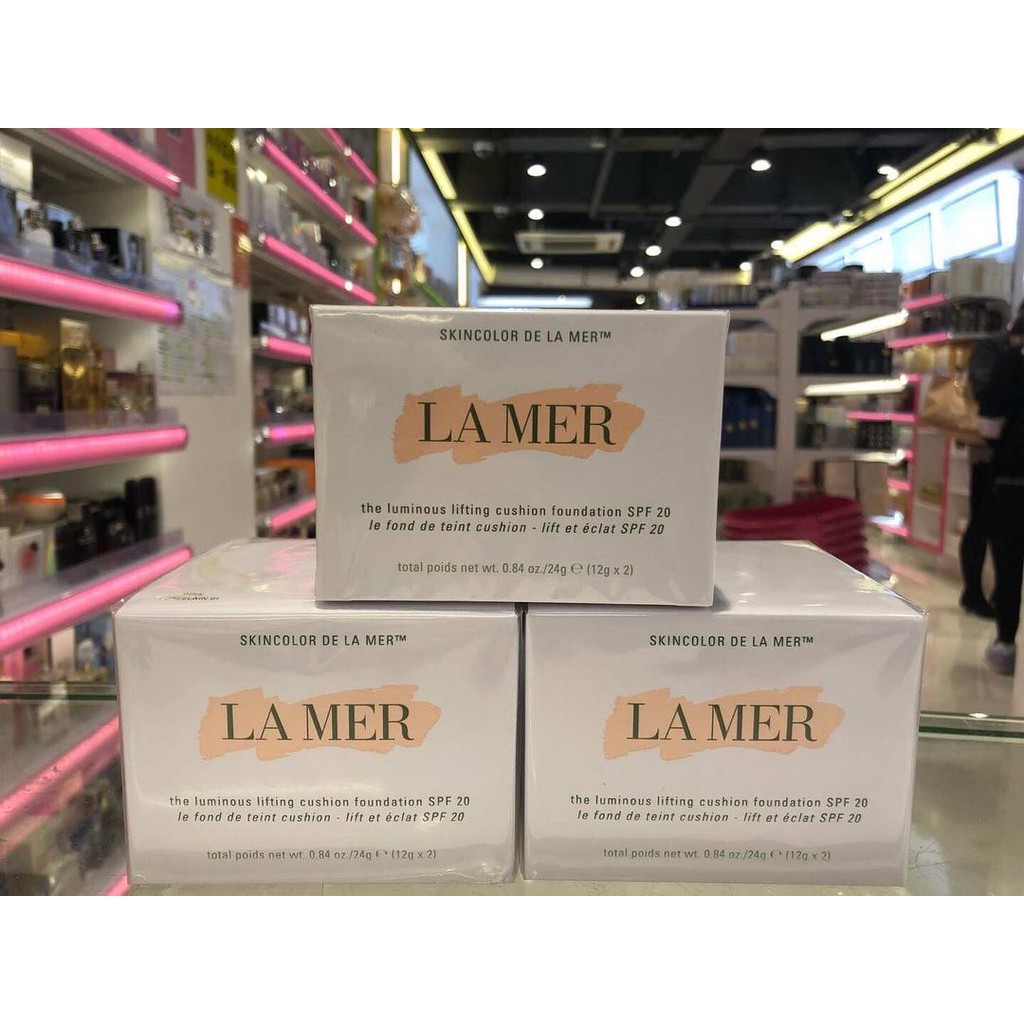 SKINCOLOR DE LA MER™
LA MER
the luminous lifting cushion foundation SPF 20
le fond de teint cushion - lift et éclat SPF 20
total poids net wt. 0.84 oz./24g ℮ (12g x 2)
PINK
PORCELAIN 01
SKINCOLOR DE LA MER™
LA MER
the luminous lifting cushion foundation SPF 20
le fond de teint cushion - lift et éclat SPF 20
total poids net wt. 0.84 oz./24g ℮ (12g x 2)
SKINCOLOR DE LA MER™
LA MER
the luminous lifting cushion foundation SPF 20
le fond de teint cushion - lift et éclat SPF 20
total poids net wt. 0.84 oz./24g ℮ (12g x 2)